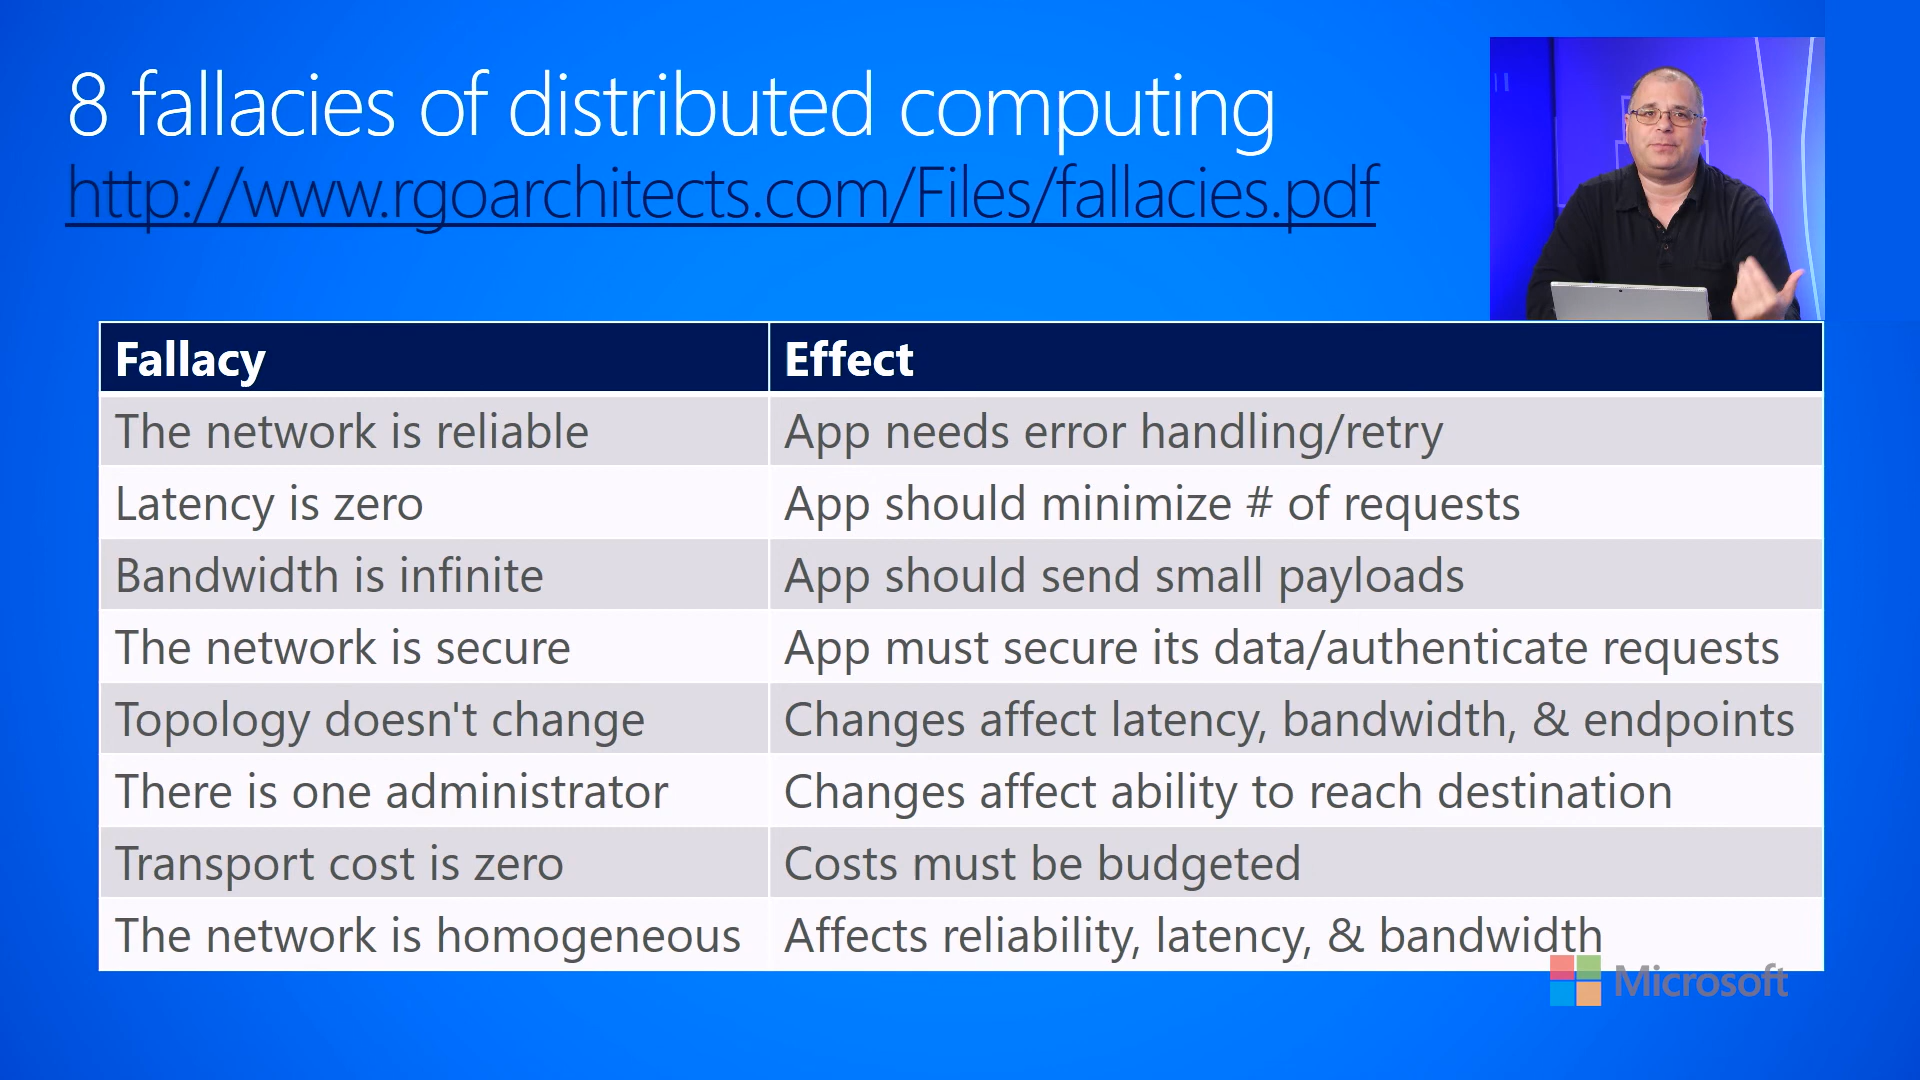 8 fallacies of distributed computing
http://www.rgoarchitects.com/Files/fallacies.pdf
Fallacy Effect
The network is reliable App needs error handling/retry
Latency is zero App should minimize # of requests
Bandwidth is infinite App should send small payloads
The network is secure App must secure its data/authenticate requests
Topology doesn't change Changes affect latency, bandwidth, & endpoints
There is one administrator Changes affect ability to reach destination
Transport cost is zero Costs must be budgeted
The network is homogeneous Affects reliability, latency, & bandwidth
Microsoft